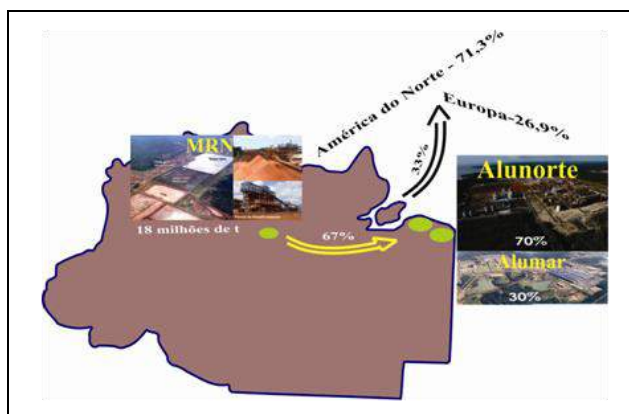 América do Norte - 71,3%
Europa-26,9%
MRN
33%
Alunorte
18 milhões de t
67%
70%
Alumar
30%